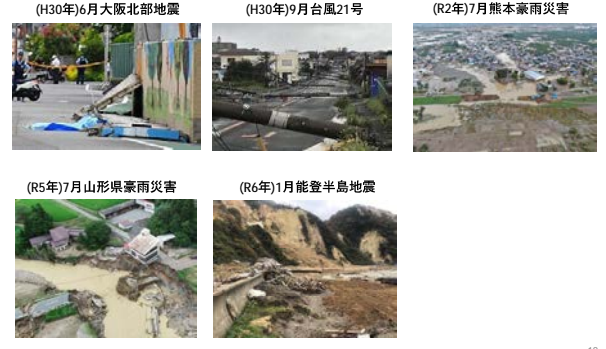 (H30年)6月大阪北部地震
(H30年)9月台風21号
(R2年)7月熊本豪雨災害
(R5年)7月山形県豪雨災害
(R6年)1月能登半島地震